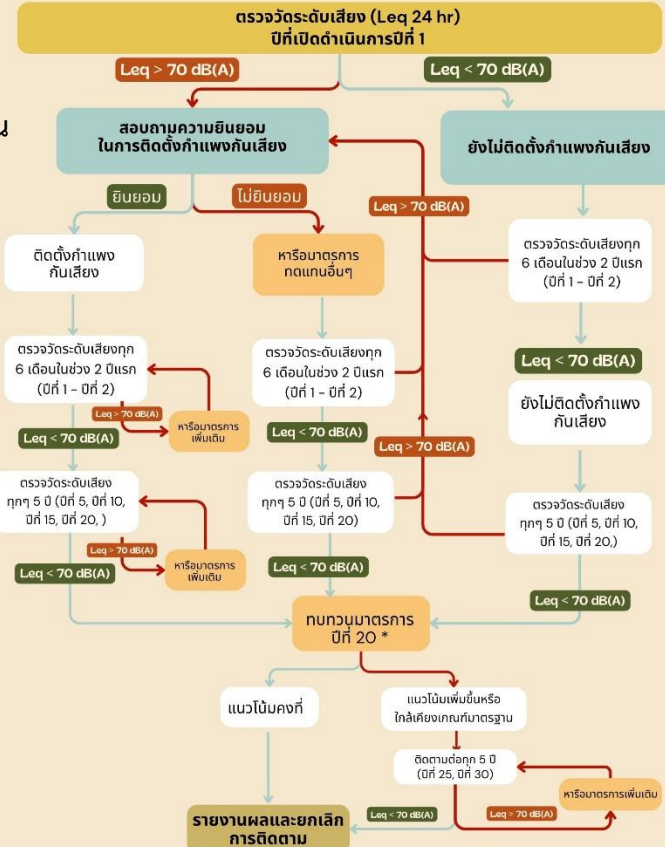 ตรวจวัดระดับเสียง (Leq 24 hr)
ปีที่เปิดดำเนินการปีที่ 1
Leq > 70 dB(A)
Leq < 70 dB(A)
น
สอบถามความยินยอม
ในการติดตั้งกำแพงกันเสียง
ยังไม่ติดตั้งกำแพงกันเสียง
ยินยอม
ไม่ยินยอม
Leq > 70 dB(A)
ติดตั้งกำแพง
กันเสียง
หารือมาตรการ
ทดแทนอื่นๆ
ตรวจวัดระดับเสียงทุก
6 เดือนในช่วง 2 ปีแรก
(ปีที่ 1 - ปีที่ 2)
ตรวจวัดระดับเสียงทุก
6 เดือนในช่วง 2 ปีแรก
(ปีที่ 1 - ปีที่ 2)
Leq > 70 dB(A)
หารือมาตรการ
เพิ่มเติม
ตรวจวัดระดับเสียงทุก
6 เดือนในช่วง 2 ปีแรก
(ปีที่ 1 - ปีที่ 2)
Leq < 70 dB(A)
ยังไม่ติดตั้งกำแพง
กันเสียง
Leq < 70 dB(A)
Leq < 70 dB(A)
Leq > 70 dB(A)
ตรวจวัดระดับเสียง
ทุกๆ 5 ปี (ปีที่ 5, ปีที่ 10,
ปีที่ 15, ปีที่ 20, )
Leq > 70 dB(A)
หารือมาตรการ
เพิ่มเติม
ตรวจวัดระดับเสียง
ทุกๆ 5 ปี (ปีที่ 5, ปีที่ 10,
ปีที่ 15, ปีที่ 20)
ตรวจวัดระดับเสียง
ทุกๆ 5 ปี (ปีที่ 5, ปีที่ 10,
ปีที่ 15, ปีที่ 20,)
Leq < 70 dB(A)
Leq < 70 dB(A)
Leq < 70 dB(A)
ทบทวนมาตรการ
ปีที่ 20 *
แนวโน้มคงที่
แนวโน้มเพิ่มขึ้นหรือ
ใกล้เคียงเกณฑ์มาตรฐาน
ติดตามต่อทุก 5 ปี
(ปีที่ 25, ปีที่ 30)
หารือมาตรการเพิ่มเติม
Leq < 70 dB(A)
Leq > 70 dB(A)
รายงานผลและยกเลิก
การติดตาม